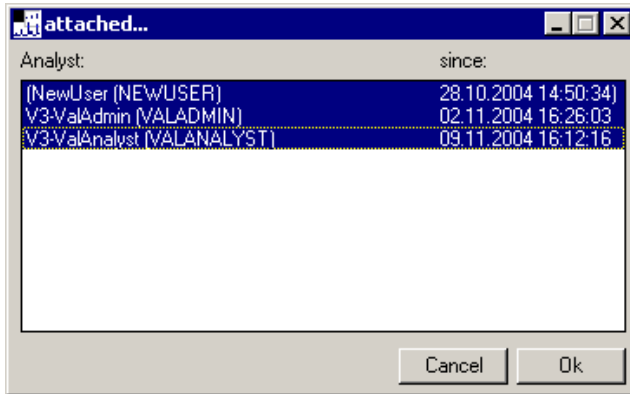 attached...
Analyst: since:
(NewUser (NEWUSER) 28.10.2004 14:50:34)
V3-ValAdmin (VALADMIN) 02.11.2004 16:26:03
V3-ValAnalyst (VALANALYST) 09.11.2004 16:12:16
Cancel Ok